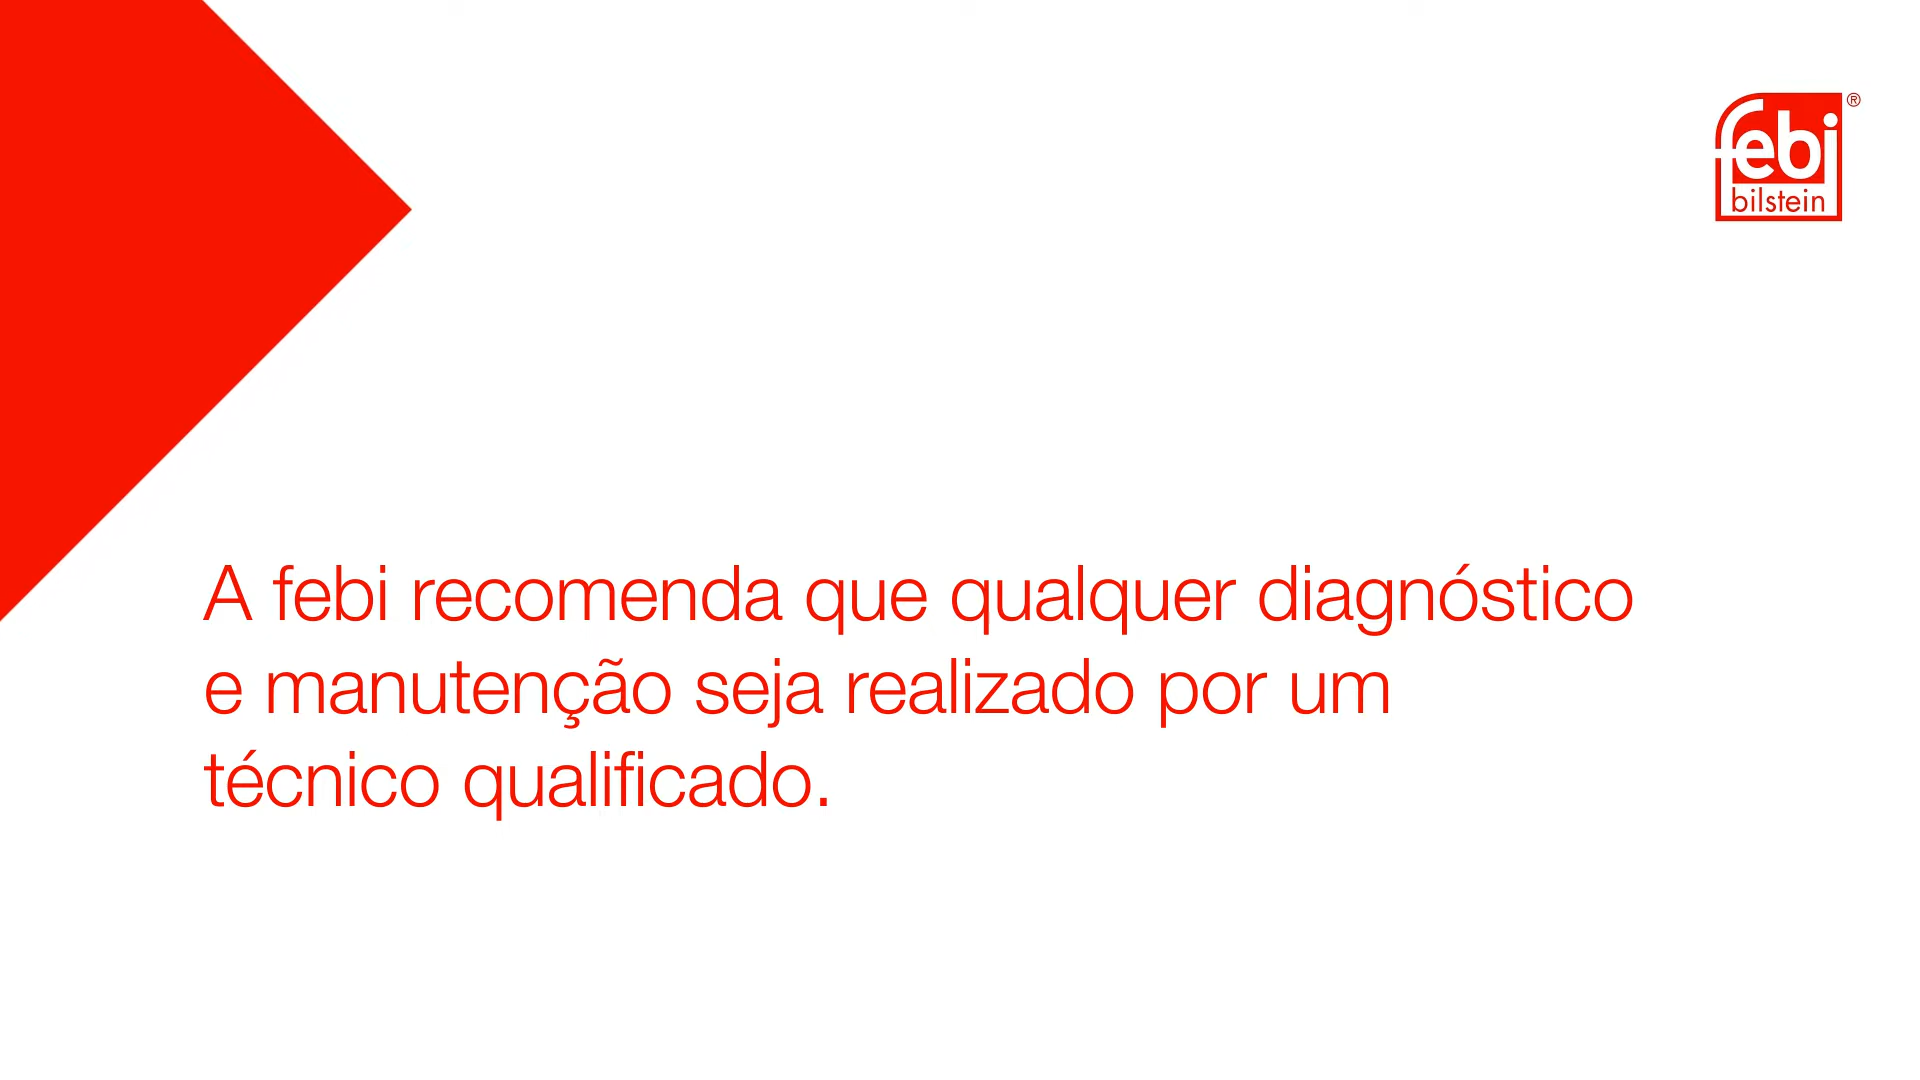 febi®
bilstein
A febi recomenda que qualquer diagnóstico
e manutenção seja realizado por um
técnico qualificado.